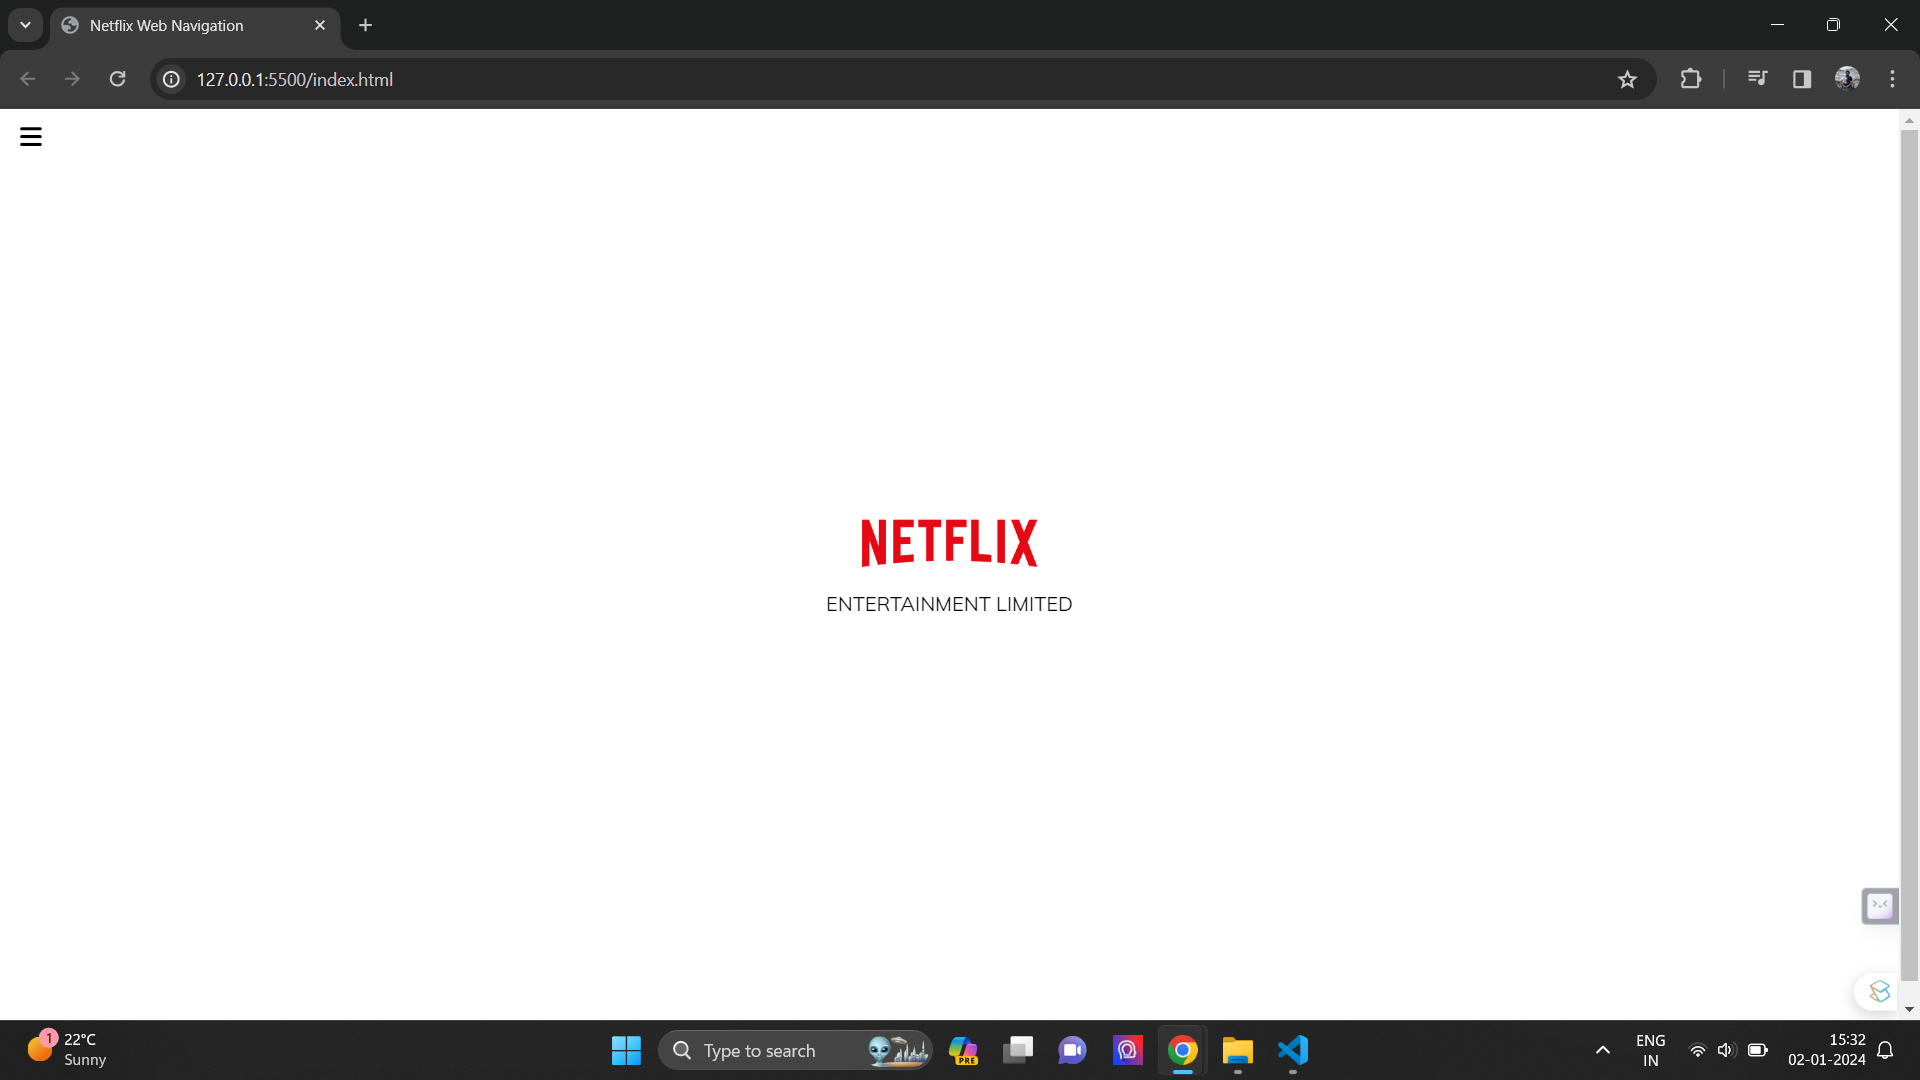 Netflix Web Navigation
127.0.0.1:5500/index.html
NETFLIX
ENTERTAINMENT LIMITED
1
22°C
Sunny
Type to search
PRE
ENG
IN
15:32
02-01-2024